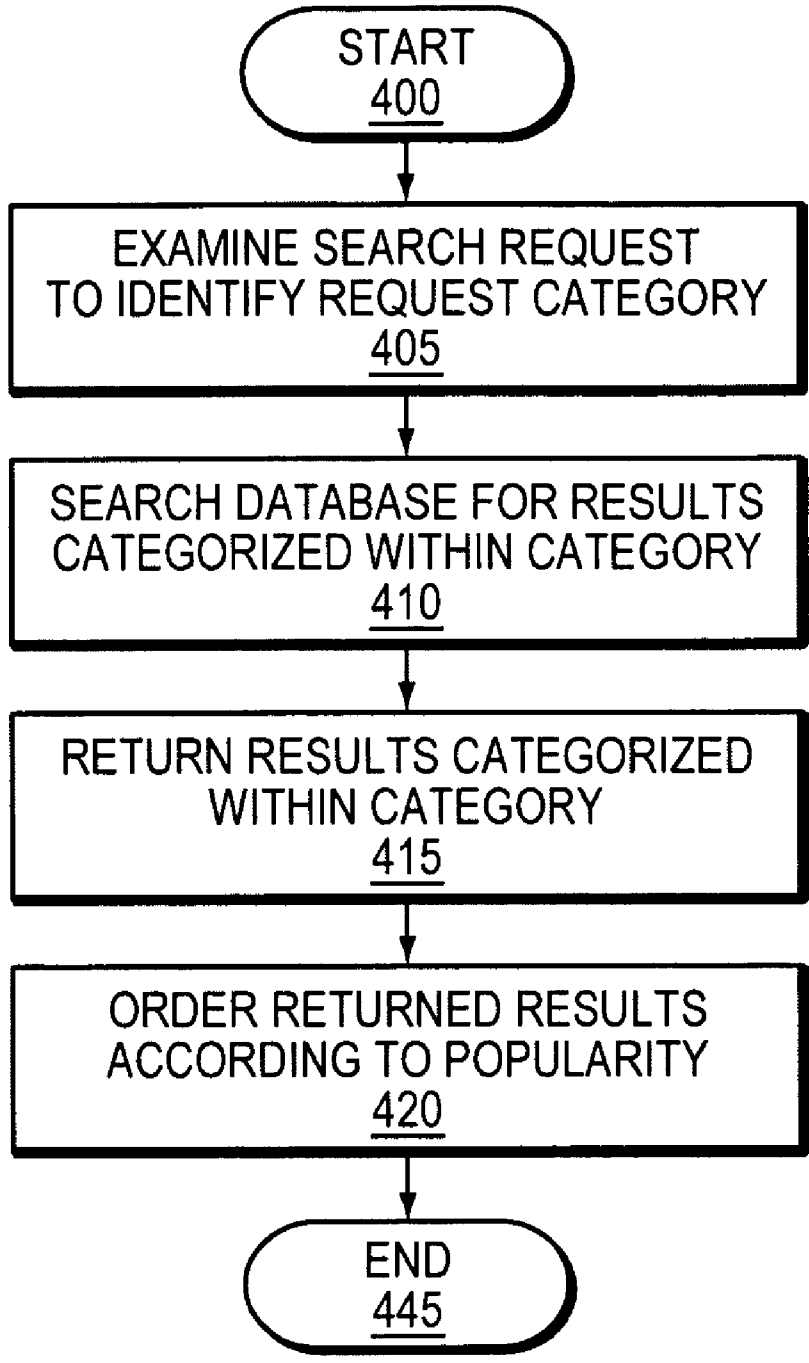 START
400
EXAMINE SEARCH REQUEST
TO IDENTIFY REQUEST CATEGORY
405
SEARCH DATABASE FOR RESULTS
CATEGORIZED WITHIN CATEGORY
410
RETURN RESULTS CATEGORIZED
WITHIN CATEGORY
415
ORDER RETURNED RESULTS
ACCORDING TO POPULARITY
420
END
445